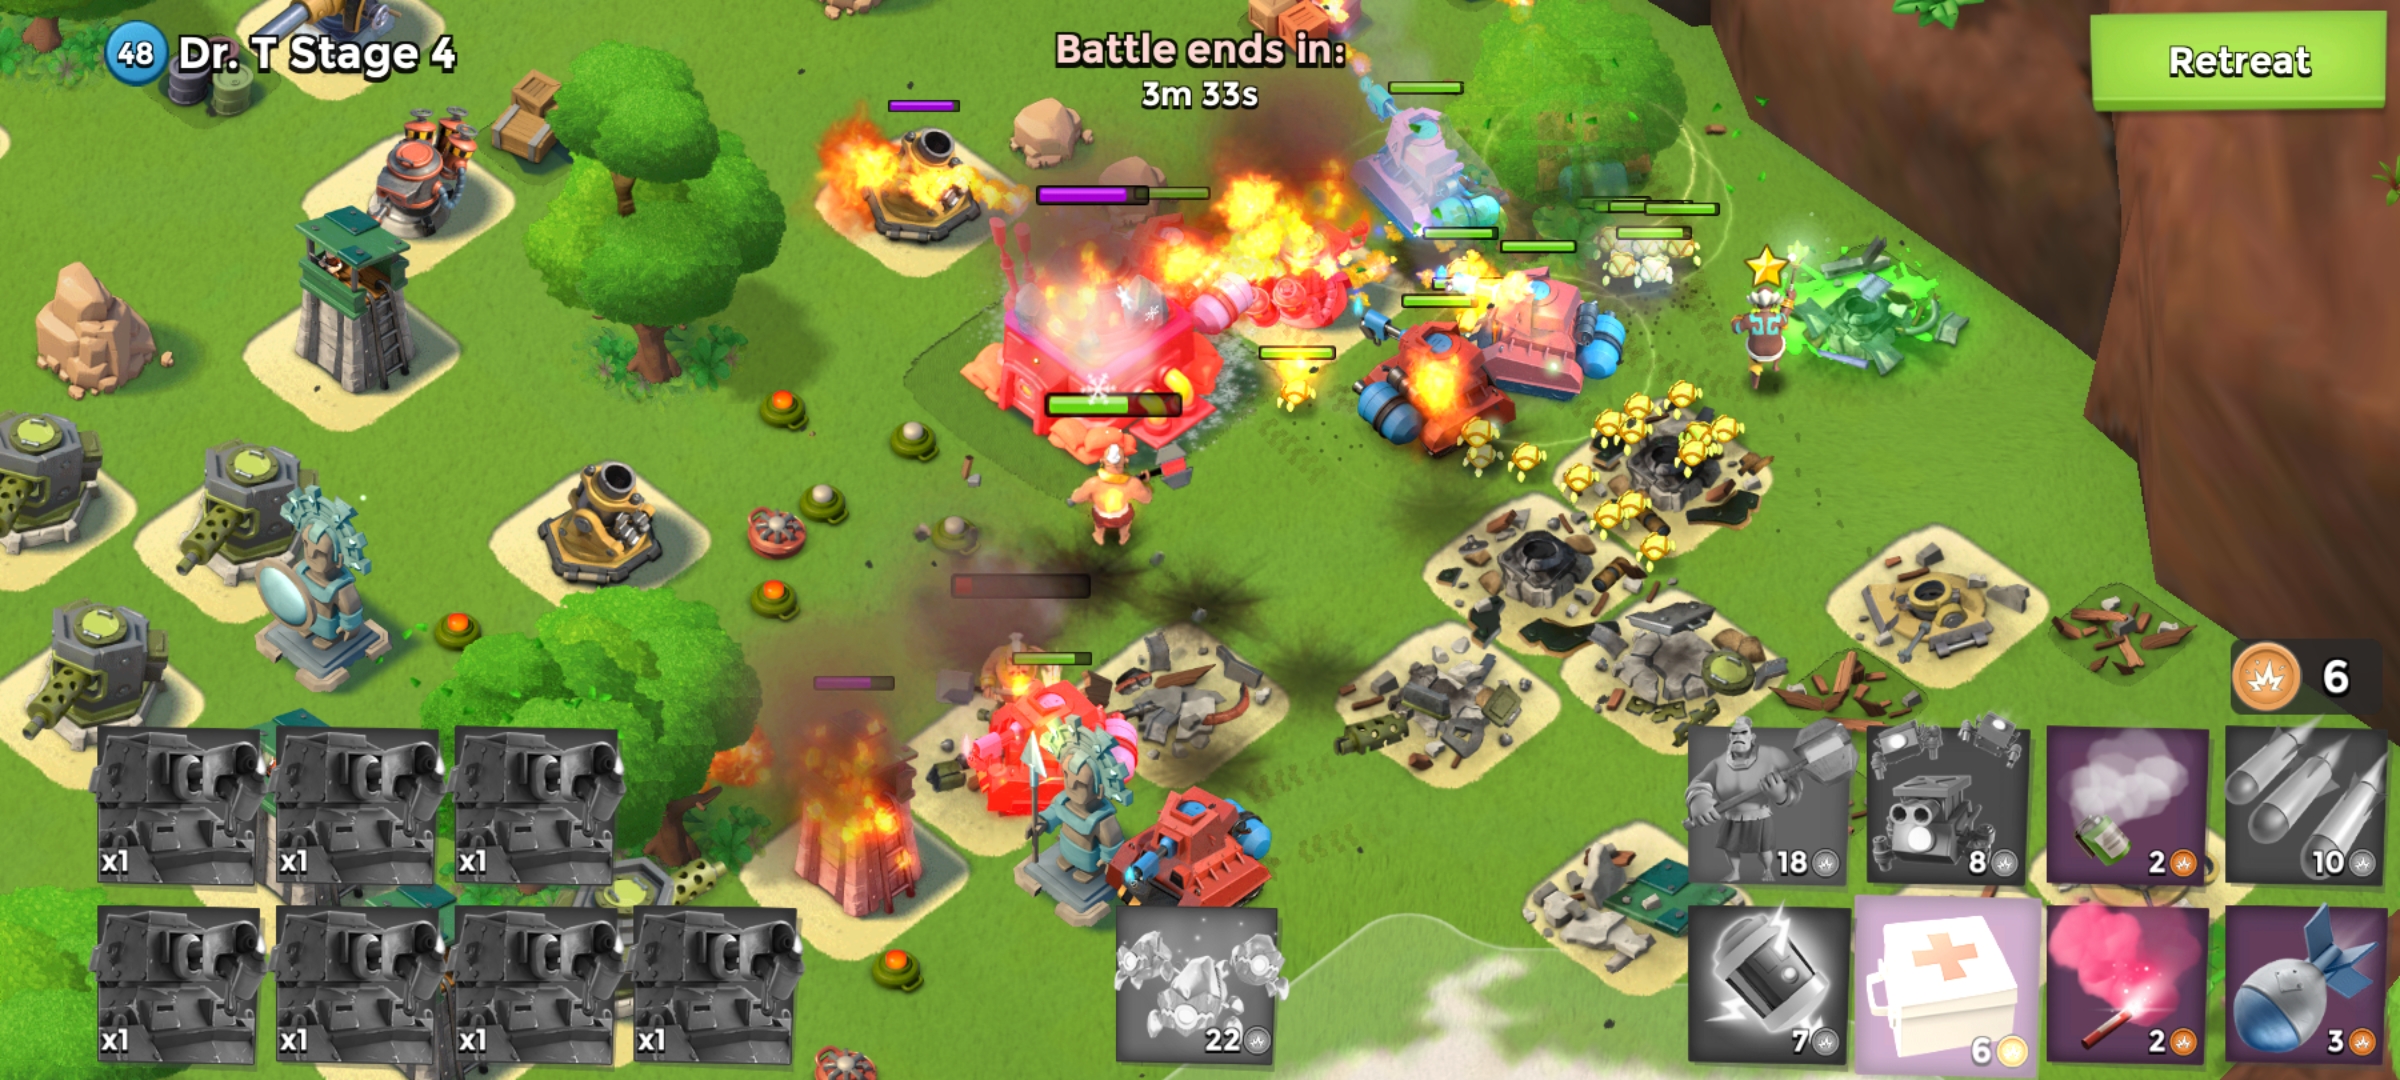 48 Dr. T Stage 4
Battle ends in:
3m 33s
Retreat
6
x1 x1 x1
18 8 2 10
x1 x1 x1 x1
22
7 6 2 3